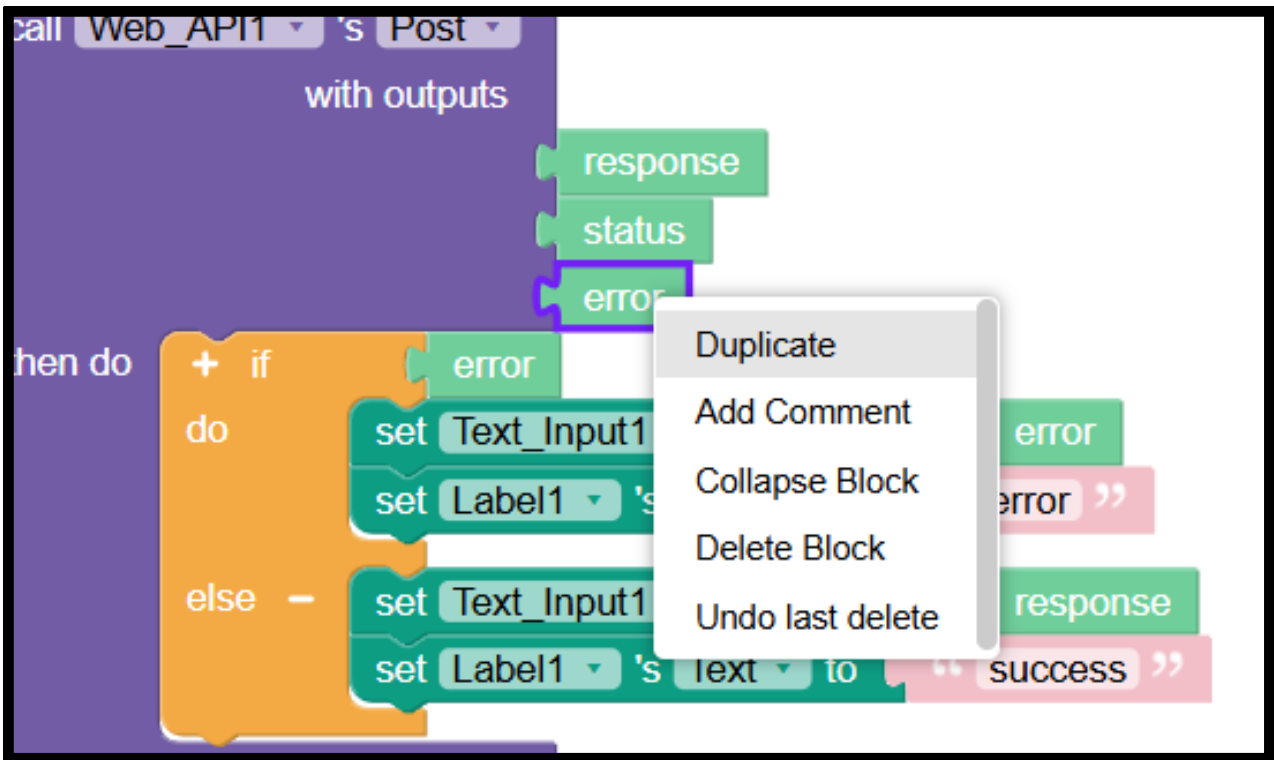 call Web_API1 's Post
with outputs
response
status
error
then do + if error
do set Text_Input1 error
set Label1 's error ”
else - set Text_Input1 response
set Label1 's Text to “ success ”
Duplicate
Add Comment
Collapse Block
Delete Block
Undo last delete